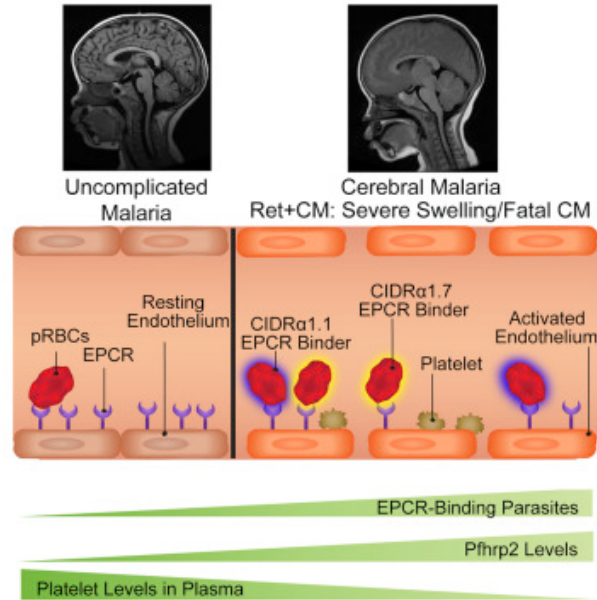 Uncomplicated
Malaria
Cerebral Malaria
Ret+CM: Severe Swelling/Fatal CM
pRBCs
EPCR
Resting
Endothelium
CIDRα1.1
EPCR Binder
CIDRα1.7
EPCR Binder
Platelet
Activated
Endothelium
EPCR-Binding Parasites
Pfhrp2 Levels
Platelet Levels in Plasma